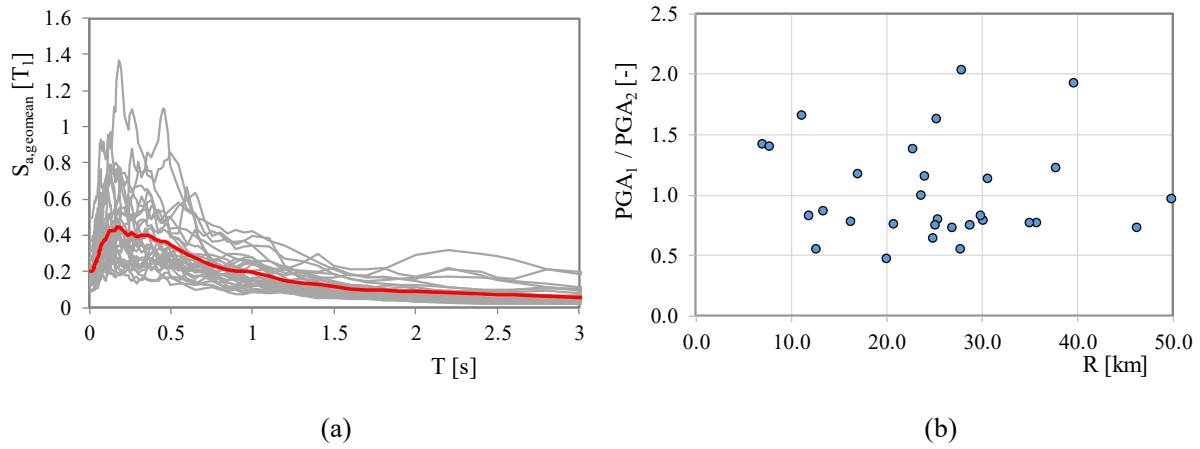 1.6
1.4
1.2
1
0.8
0.6
0.4
0.2
0
S_{a,geomean} [T_1]
0 0.5 1 1.5 2 2.5 3
T [s]
(a)
2.5
2.0
1.5
1.0
0.5
0.0
PGA_1 / PGA_2 [-]
0.0 10.0 20.0 30.0 40.0 50.0
R [km]
(b)